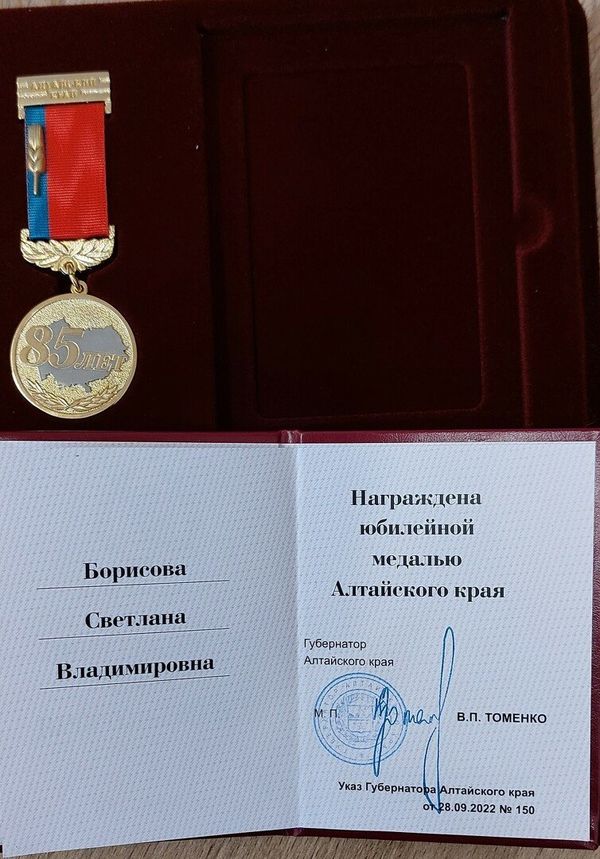 АЛТАЙСКИЙ
КРАЙ
85 ЛЕТ
Борисова
Светлана
Владимировна
Награждена
юбилейной
медалью
Алтайского края
Губернатор
Алтайского края
М. П.
В.П. ТОМЕНКО
Указ Губернатора Алтайского края
от 28.09.2022 № 150